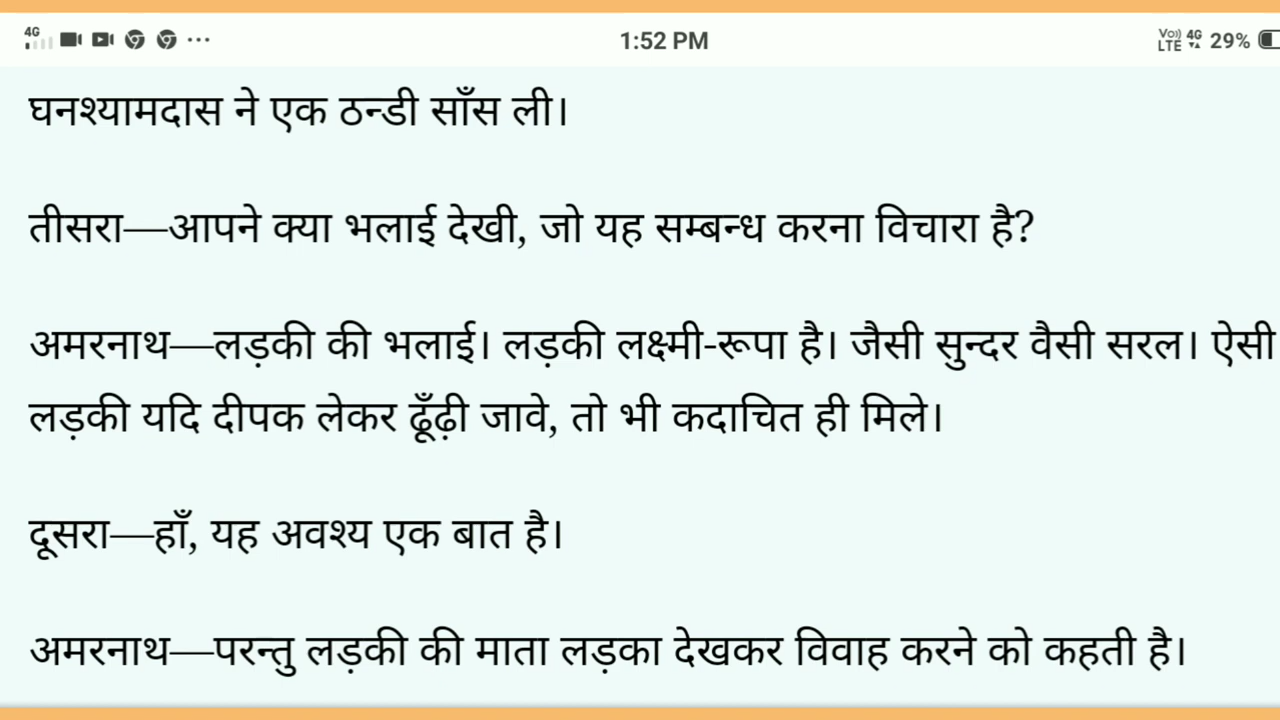 4G 1:52 PM Vo)) LTE 4G 29%
घनश्यामदास ने एक ठन्डी साँस ली।
तीसरा—आपने क्या भलाई देखी, जो यह सम्बन्ध करना विचारा है?
अमरनाथ—लड़की की भलाई। लड़की लक्ष्मी-रूपा है। जैसी सुन्दर वैसी सरल। ऐसी
लड़की यदि दीपक लेकर ढूँढ़ी जावे, तो भी कदाचित ही मिले।
दूसरा—हाँ, यह अवश्य एक बात है।
अमरनाथ—परन्तु लड़की की माता लड़का देखकर विवाह करने को कहती है।